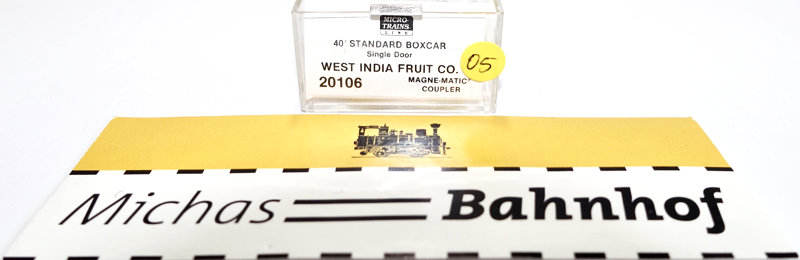 MICRO
TRAINS
LINE
40' STANDARD BOXCAR
Single Door
WEST INDIA FRUIT CO.
05
20106
MAGNE-MATIC®
COUPLER
Michas Bahnhof